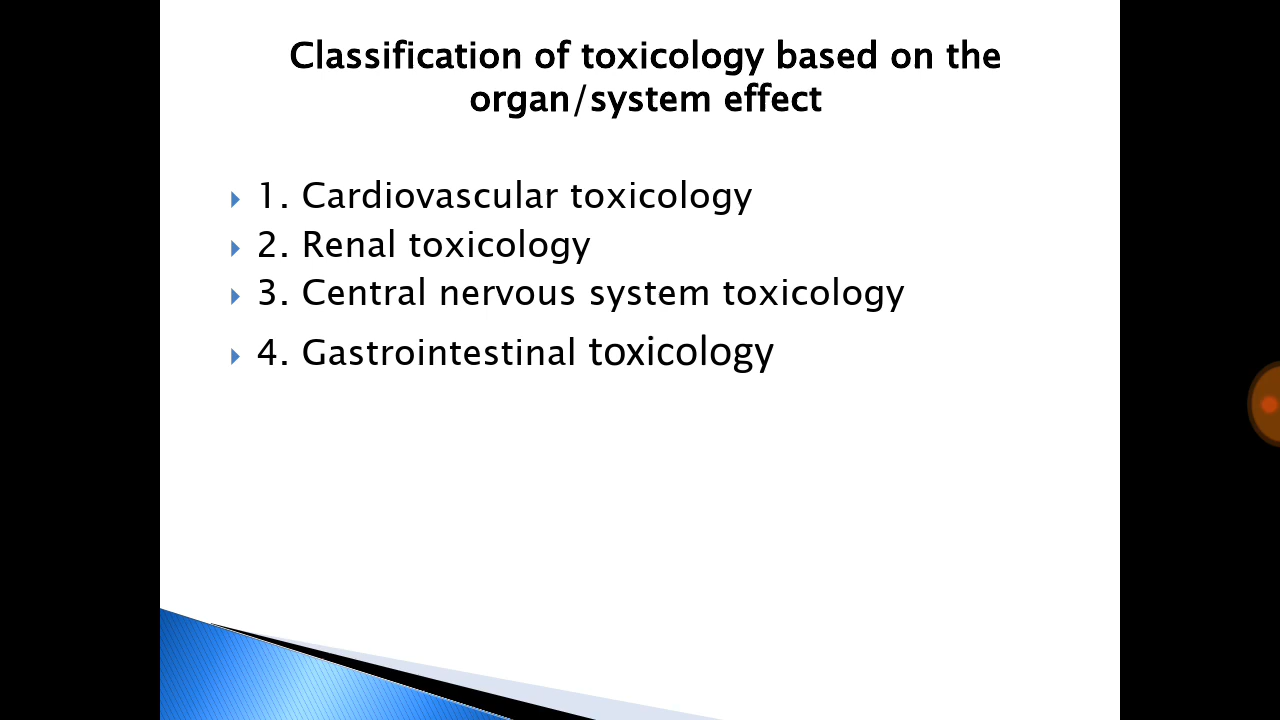 Classification of toxicology based on the
organ/system effect
1. Cardiovascular toxicology
2. Renal toxicology
3. Central nervous system toxicology
4. Gastrointestinal toxicology